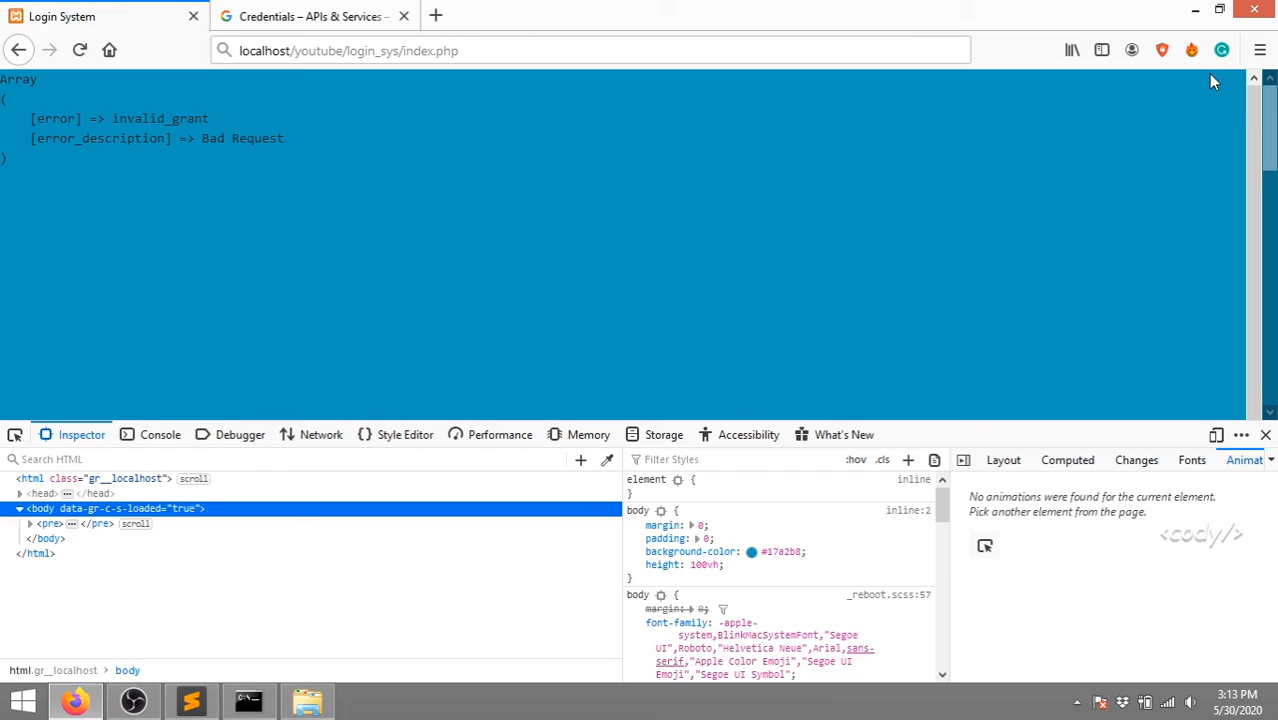 Login System
Credentials – APIs & Services –
localhost/youtube/login_sys/index.php
Array
(
[error] => invalid_grant
[error_description] => Bad Request
)
Inspector
Console
Debugger
Network
Style Editor
Performance
Memory
Storage
Accessibility
What's New
Search HTML
Filter Styles
:hov
.cls
Layout
Computed
Changes
Fonts
Animat
<html class="gr__localhost"> scroll
<head> ••• </head>
<body data-gr-c-s-loaded="true">
<pre> ••• </pre> scroll
</body>
</html>
element {
inline
}
body {
inline:2
margin: 0;
padding: 0;
background-color: #17a2b8;
height: 100vh;
}
body {
_reboot.scss:57
margin: 0;
font-family: -apple-
system,BlinkMacSystemFont,"Segoe
UI",Roboto,"Helvetica Neue",Arial,sans-
serif,"Apple Color Emoji","Segoe UI
Emoji","Segoe UI Symbol";
No animations were found for the current element.
Pick another element from the page.
<cody/>
html.gr__localhost
body
3:13 PM
5/30/2020